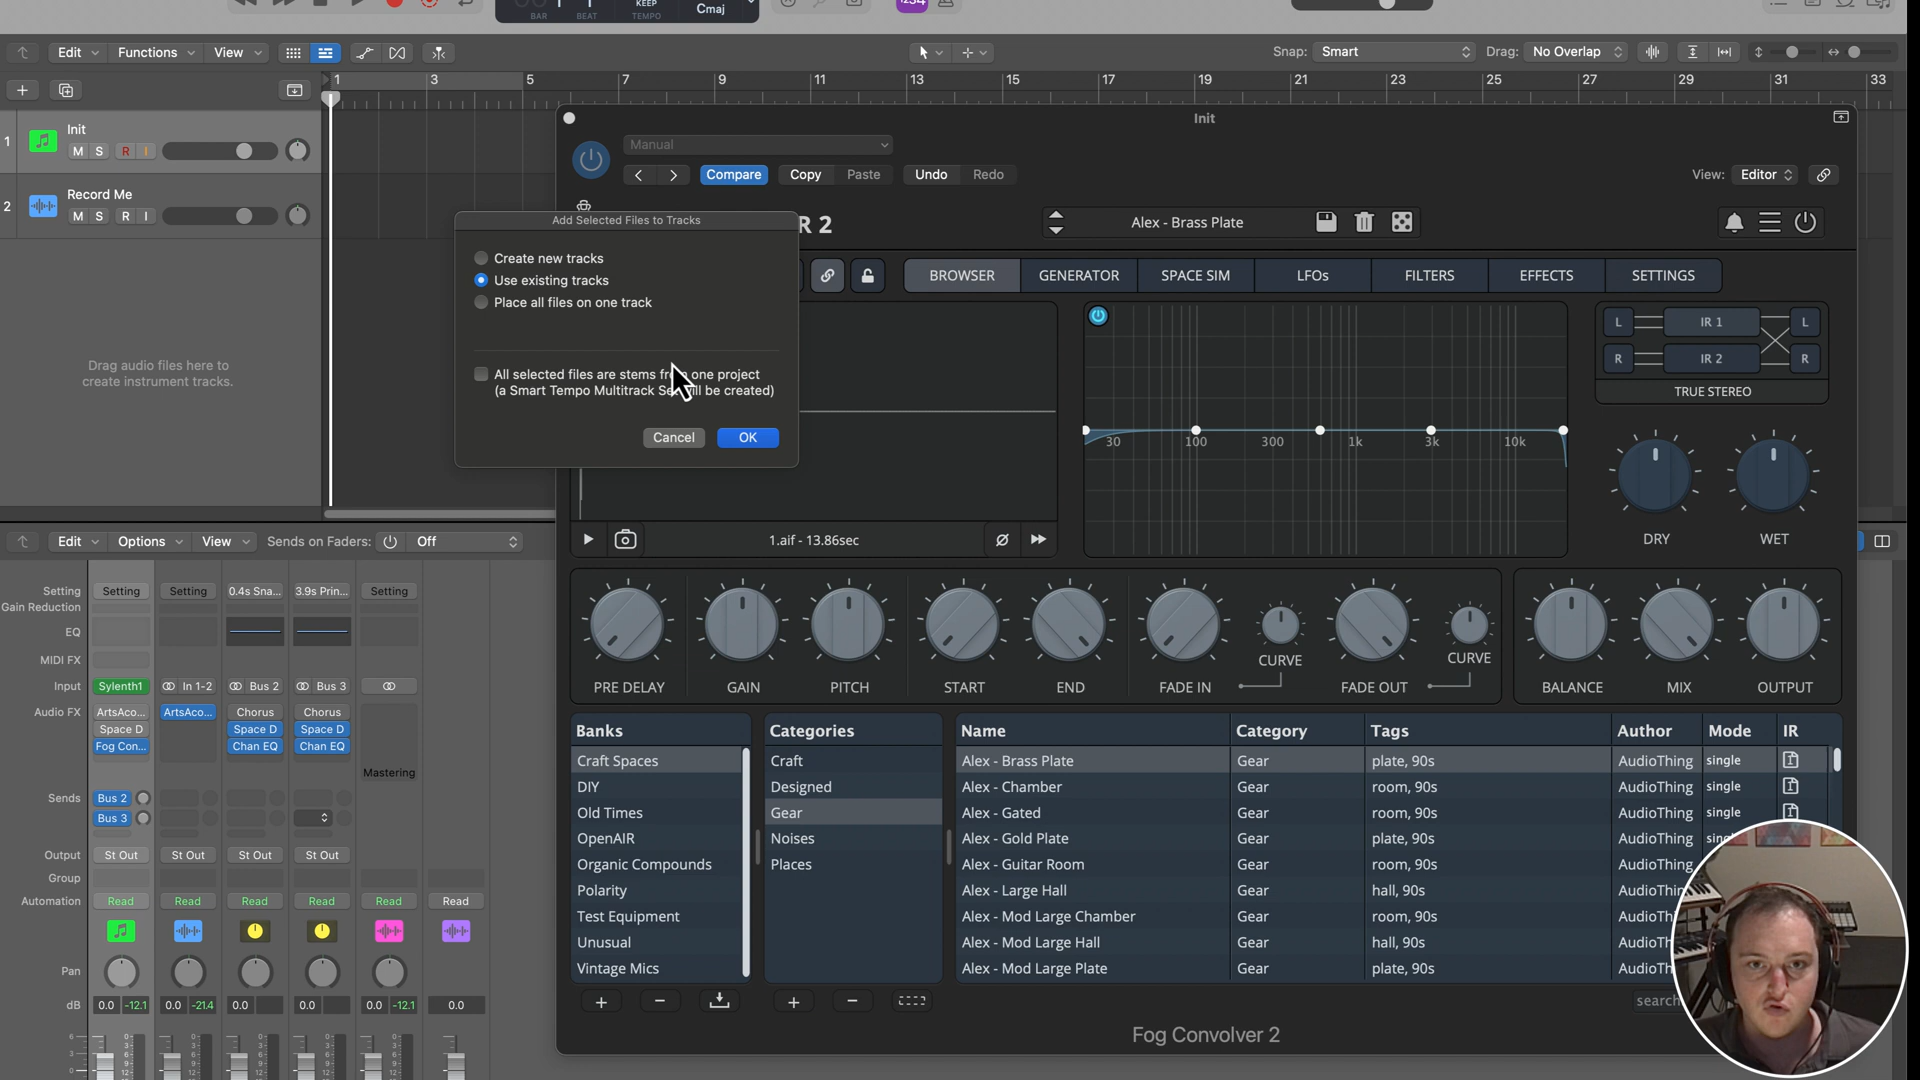 BAR
1
1
BEAT
KEEP
TEMPO
Cmaj
1234
Edit
Functions
View
Snap:
Smart
Drag:
No Overlap
1
3
5
7
9
11
13
15
17
19
21
23
25
27
29
31
33
1
Init
M S R I
2
Record Me
M S R I
Drag audio files here to
create instrument tracks.
Init
Manual
Compare
Copy
Paste
Undo
Redo
View:
Editor
R 2
Alex - Brass Plate
Add Selected Files to Tracks
Create new tracks
Use existing tracks
Place all files on one track
All selected files are stems one project
(a Smart Tempo Multitrack be created)
Cancel
OK
BROWSER
GENERATOR
SPACE SIM
LFOs
FILTERS
EFFECTS
SETTINGS
L IR 1 L
R IR 2 R
TRUE STEREO
30
100
300
1k
3k
10k
DRY
WET
1.aif - 13.86sec
PRE DELAY
GAIN
PITCH
START
END
FADE IN
CURVE
FADE OUT
CURVE
BALANCE
MIX
OUTPUT
Banks
Craft Spaces
DIY
Old Times
OpenAIR
Organic Compounds
Polarity
Test Equipment
Unusual
Vintage Mics
Categories
Craft
Designed
Gear
Noises
Places
Name Category Tags Author Mode IR
Alex - Brass Plate Gear plate, 90s AudioThing single
Alex - Chamber Gear room, 90s AudioThing single
Alex - Gated Gear room, 90s AudioThing single
Alex - Gold Plate Gear plate, 90s AudioThing
Alex - Guitar Room Gear room, 90s AudioThing
Alex - Large Hall Gear hall, 90s
Alex - Mod Large Chamber Gear room, 90s
Alex - Mod Large Hall Gear hall, 90s
Alex - Mod Large Plate Gear plate, 90s
search
Fog Convolver 2
Edit
Options
View
Sends on Faders:
Off
Setting Setting Setting 0.4s Sna... 3.9s Prin... Setting
Gain Reduction
EQ
MIDI FX
Input Sylenth1 In 1-2 Bus 2 Bus 3
Audio FX ArtsAco... ArtsAco... Chorus Chorus
Space D Space D Space D
Fog Con... Chan EQ Chan EQ
Mastering
Sends Bus 2
Bus 3
Output St Out St Out St Out St Out
Group
Automation Read Read Read Read Read Read
Pan
dB 0.0 -12.1 0.0 -21.4 0.0 0.0 0.0 -12.1 0.0